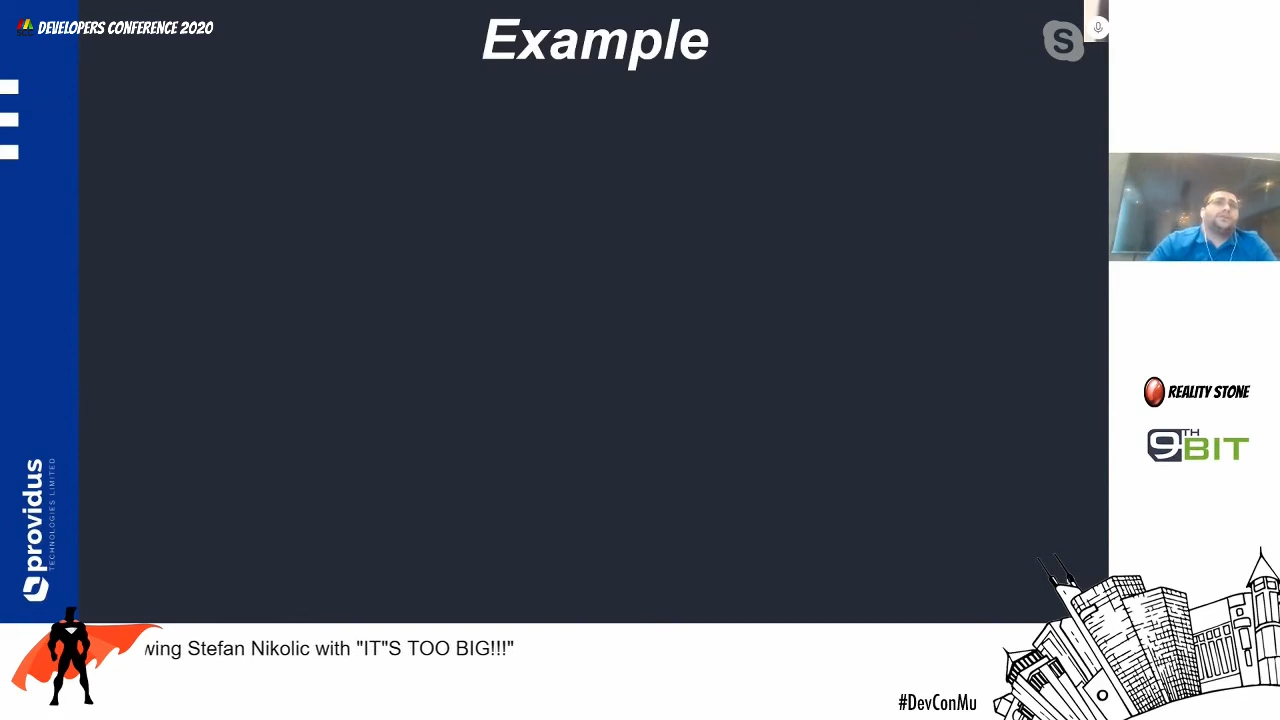 DEVELOPERS CONFERENCE 2020
Example
S
REALITY STONE
9TH BIT
providus
TECHNOLOGIES LIMITED
wing Stefan Nikolic with "IT"S TOO BIG!!!"
#DevConMu